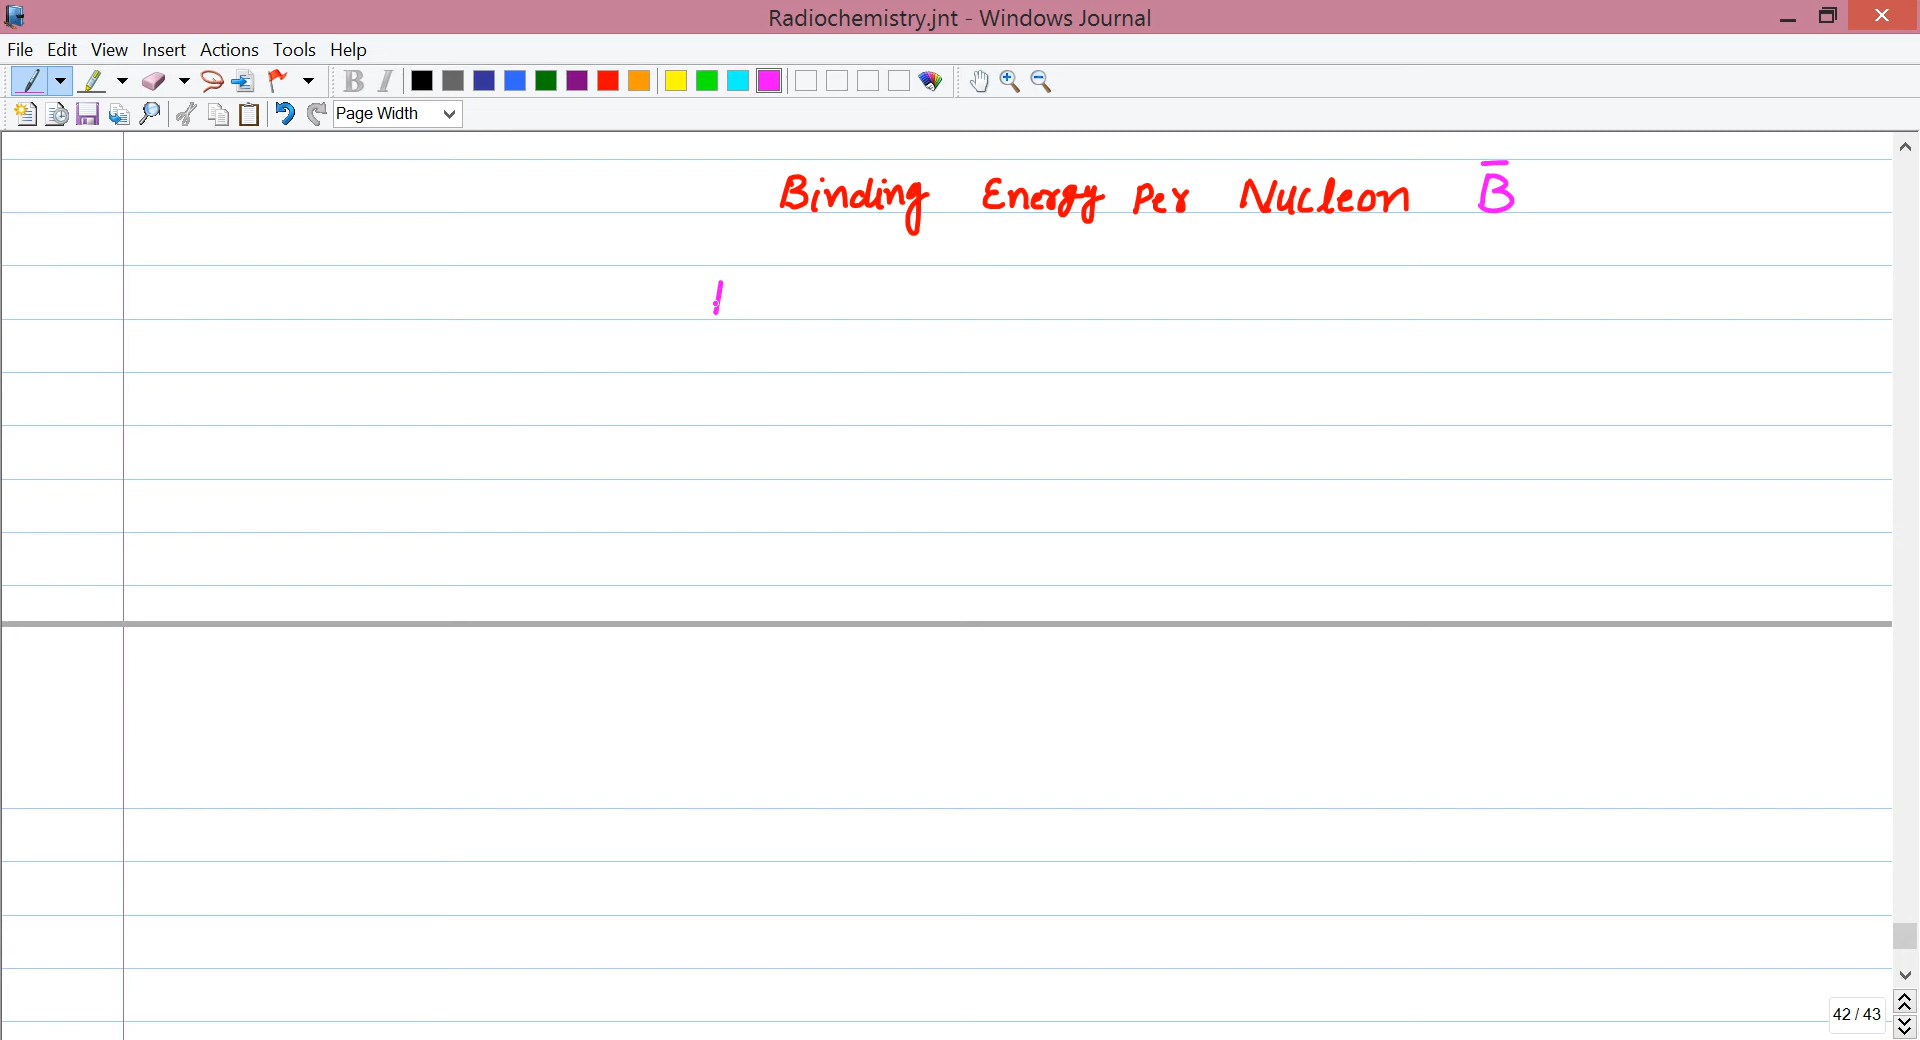 Radiochemistry.jnt - Windows Journal
File Edit View Insert Actions Tools Help
B I
Page Width
Binding Energy Per Nucleon B̅
42 / 43